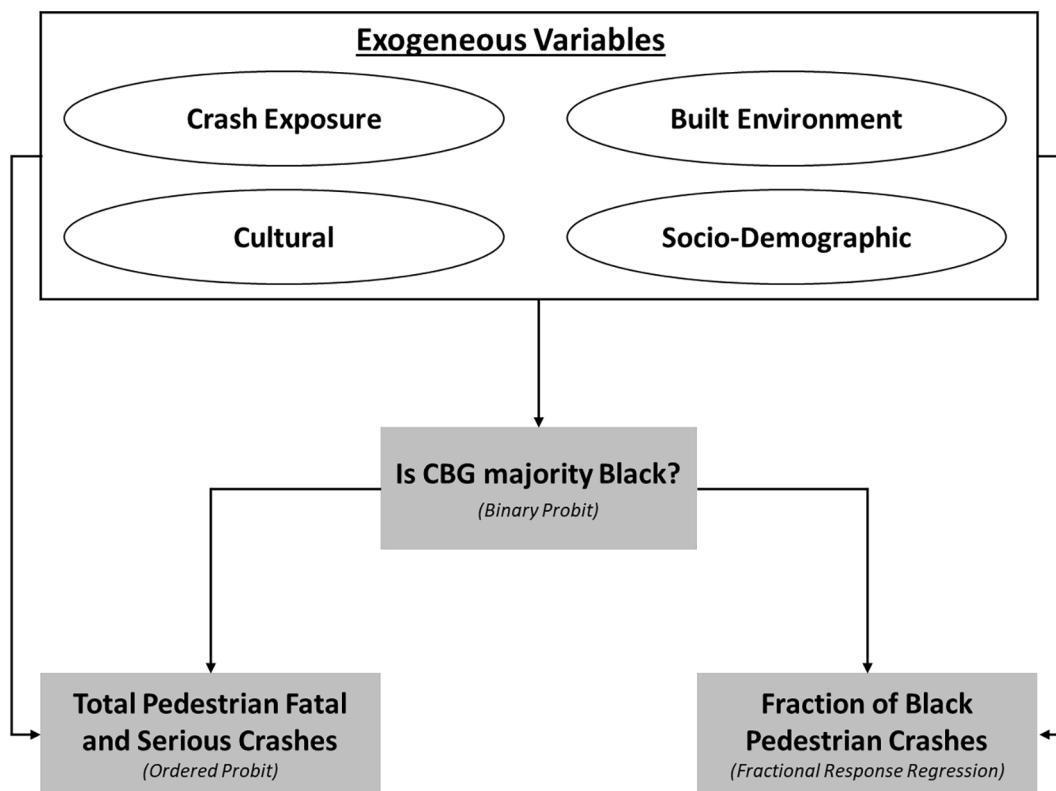 Exogeneous Variables
Crash Exposure
Built Environment
Cultural
Socio-Demographic
Is CBG majority Black?
(Binary Probit)
Total Pedestrian Fatal
and Serious Crashes
(Ordered Probit)
Fraction of Black
Pedestrian Crashes
(Fractional Response Regression)